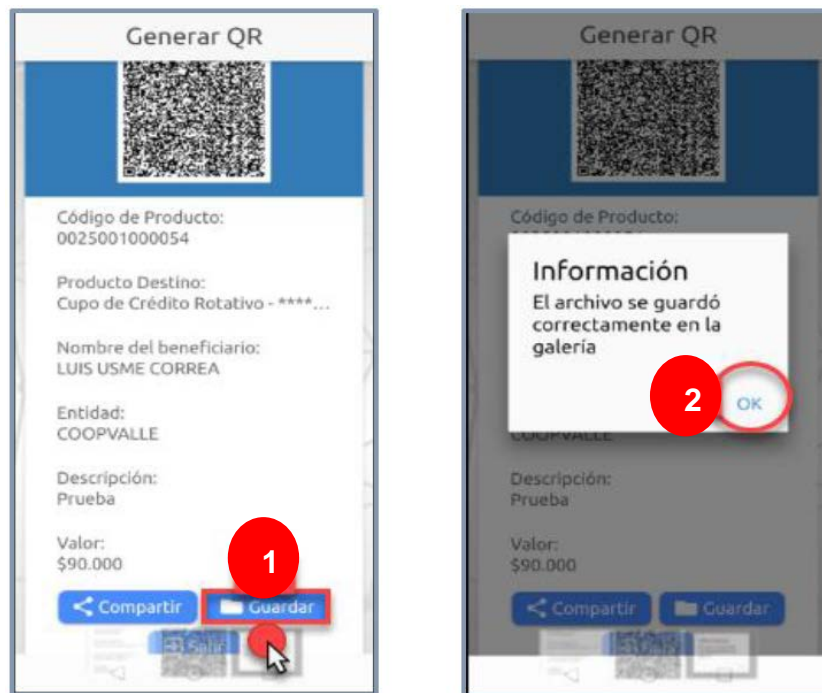 Generar QR
Código de Producto:
0025001000054
Producto Destino:
Cupo de Crédito Rotativo - ****...
Nombre del beneficiario:
LUIS USME CORREA
Entidad:
COOPVALLE
Descripción:
Prueba
Valor:
$90.000
1
Compartir
Guardar
Salir
Generar QR
Código de Producto:
Información
El archivo se guardó
correctamente en la
galería
2
OK
COOPVALLE
Descripción:
Prueba
Valor:
$90.000
Compartir
Guardar